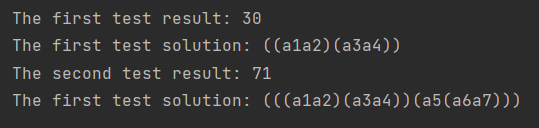 The first test result: 30
The first test solution: ((a1a2)(a3a4))
The second test result: 71
The first test solution: (((a1a2)(a3a4))(a5(a6a7)))